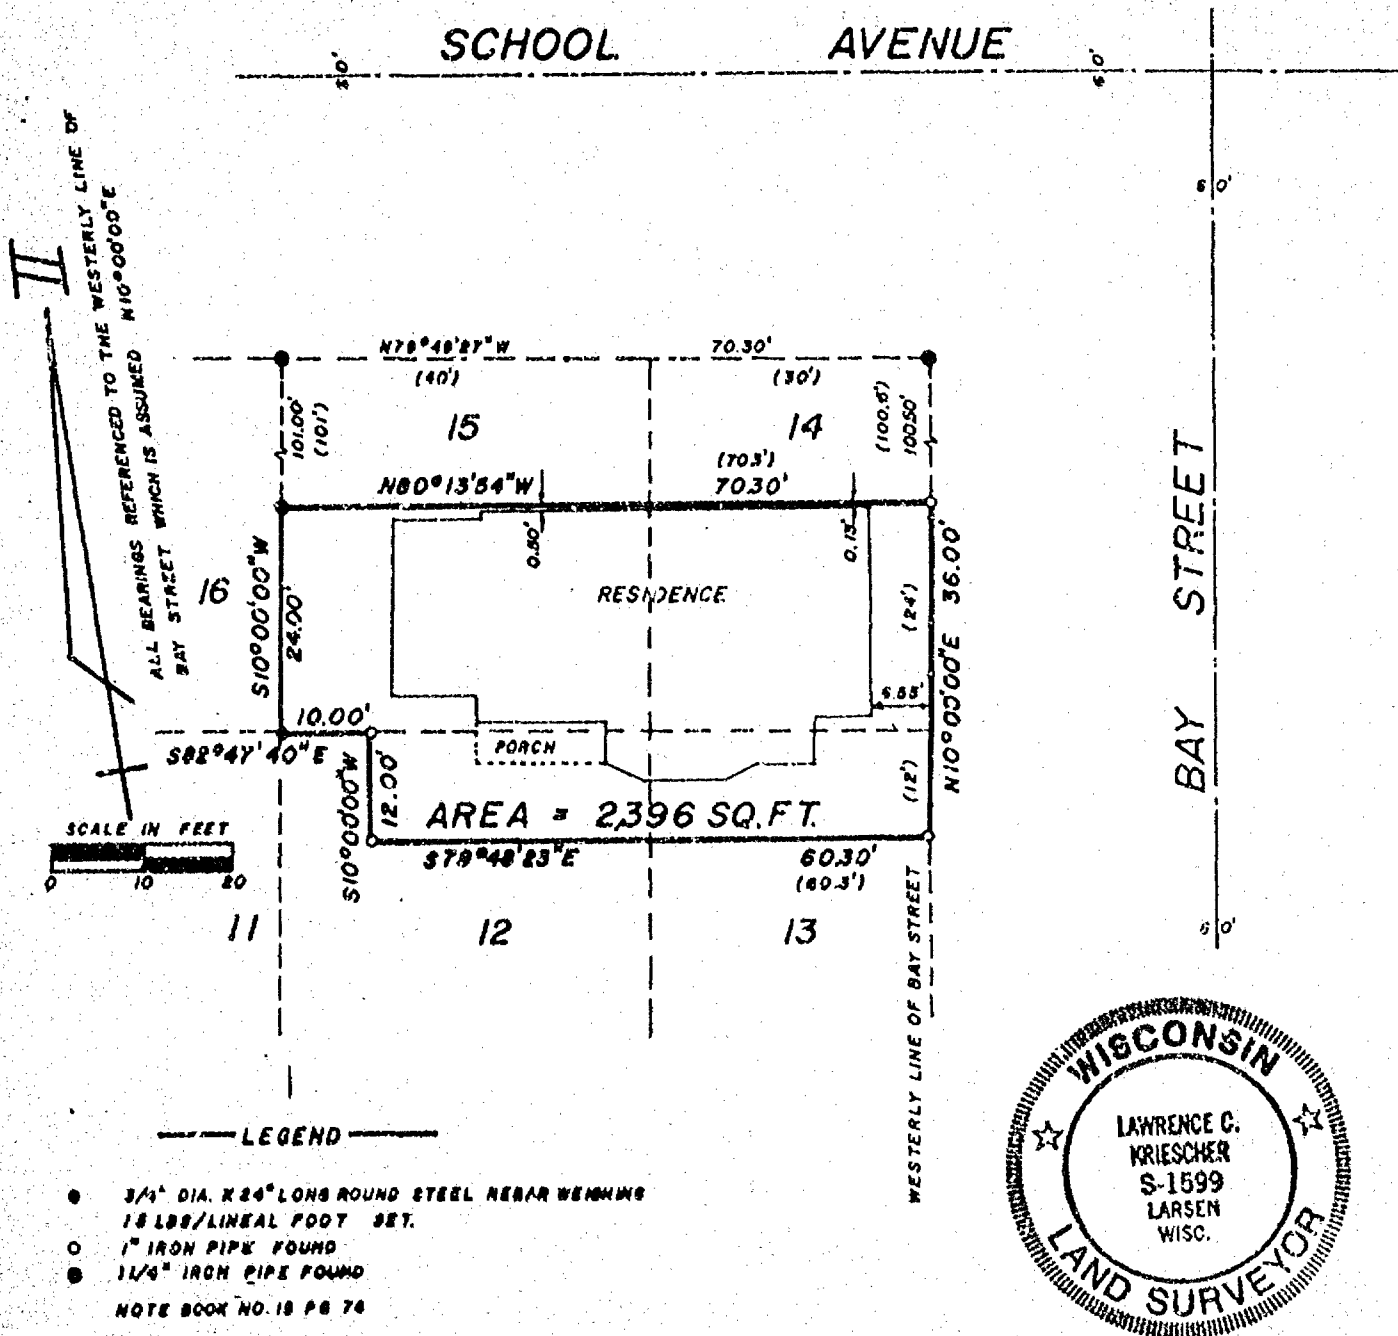 SCHOOL AVENUE
60'
60'
60'
ALL BEARINGS REFERENCED TO THE WESTERLY LINE OF
BAY STREET WHICH IS ASSUMED N10°00'00"E
N79°49'27"W 70.30'
(40') (30')
101.00'
(101')
15
14
(100.5')
100.50'
(70.3')
N80°13'54"W 70.30'
0.80'
0.15'
16
S10°00'00"W
24.00'
RESIDENCE
(24')
N10°00'00"E 36.00'
BAY STREET
10.00'
S82°47'40"E
PORCH
S10°00'00"W
12.00'
(12')
AREA = 2,396 SQ.FT.
SCALE IN FEET
0 10 20
S79°48'23"E 60.30'
(60.3')
11
12
13
60'
WESTERLY LINE OF BAY STREET
LEGEND
3/4" DIA. X 24" LONG ROUND STEEL REBAR WEIGHING
LBS/LINEAL FOOT SET.
1" IRON PIPE FOUND
1 1/4" IRON PIPE FOUND
NOTE BOOK NO. PG 74
WISCONSIN
LAWRENCE C.
KRIESCHER
S-1599
LARSEN
WISC.
LAND SURVEYOR